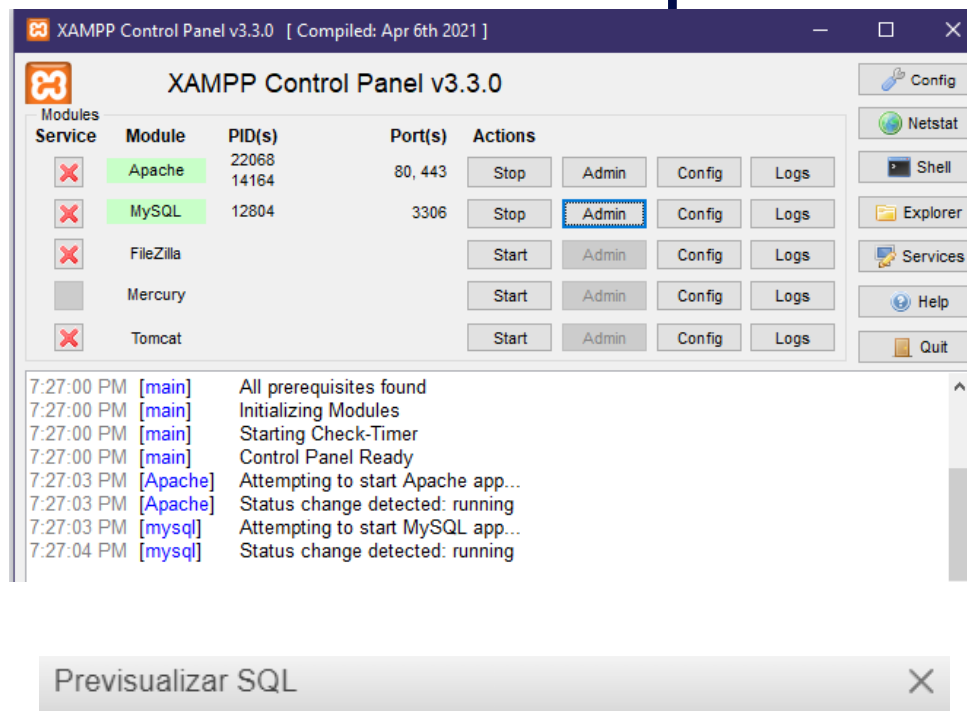 XAMPP Control Panel v3.3.0 [ Compiled: Apr 6th 2021 ]
XAMPP Control Panel v3.3.0
Config
Modules
Service Module PID(s) Port(s) Actions
Netstat
Apache 22068 14164 80, 443 Stop Admin Config Logs
Shell
MySQL 12804 3306 Stop Admin Config Logs
Explorer
FileZilla Start Admin Config Logs
Services
Mercury Start Admin Config Logs
Help
Tomcat Start Admin Config Logs
Quit
7:27:00 PM [main] All prerequisites found
7:27:00 PM [main] Initializing Modules
7:27:00 PM [main] Starting Check-Timer
7:27:00 PM [main] Control Panel Ready
7:27:03 PM [Apache] Attempting to start Apache app...
7:27:03 PM [Apache] Status change detected: running
7:27:03 PM [mysql] Attempting to start MySQL app...
7:27:04 PM [mysql] Status change detected: running
Previsualizar SQL